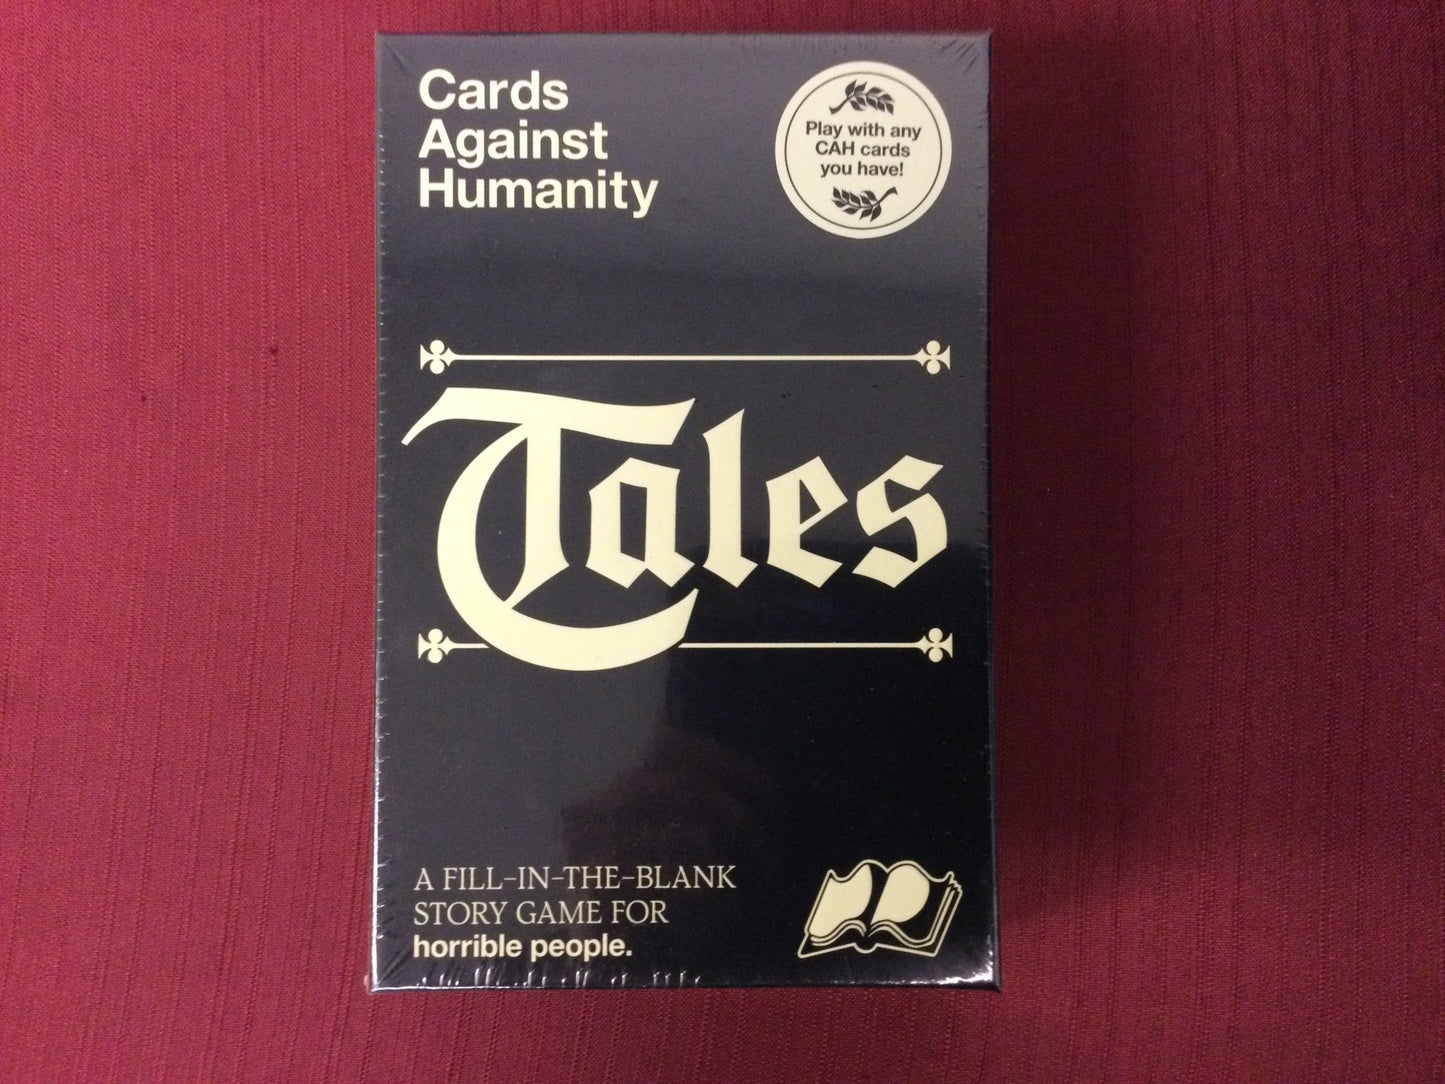 Cards
Against
Humanity
Play with any
CAH cards
you have!
Tales
A FILL-IN-THE-BLANK
STORY GAME FOR
horrible people.